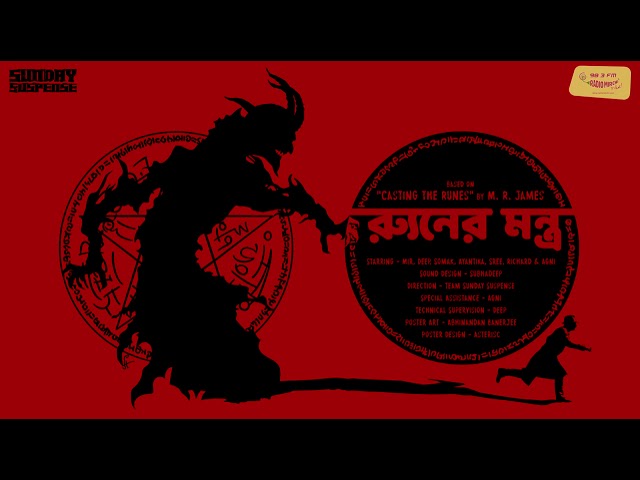 SUNDAY
SUSPENSE
98.3 FM
RADIO MIRCHI
BASED ON
"CASTING THE RUNES" BY M. R. JAMES
রুনের মন্ত্র
STARRING - MIR, DEEP, SOMAK, AYANTIKA, SREE, RICHARD & AGNI
SOUND DESIGN - SUBHADEEP
DIRECTION - TEAM SUNDAY SUSPENSE
SPECIAL ASSISTANCE - AGNI
TECHNICAL SUPERVISION - DEEP
POSTER ART - ABHINANDAN BANERJEE
POSTER DESIGN - ASTERISC